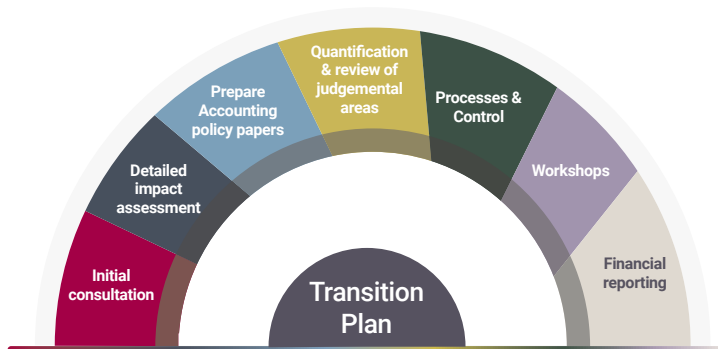 Initial
consultation
Detailed
impact
assessment
Prepare
Accounting
policy papers
Quantification
& review of
judgemental
areas
Processes &
Control
Workshops
Financial
reporting
Transition
Plan